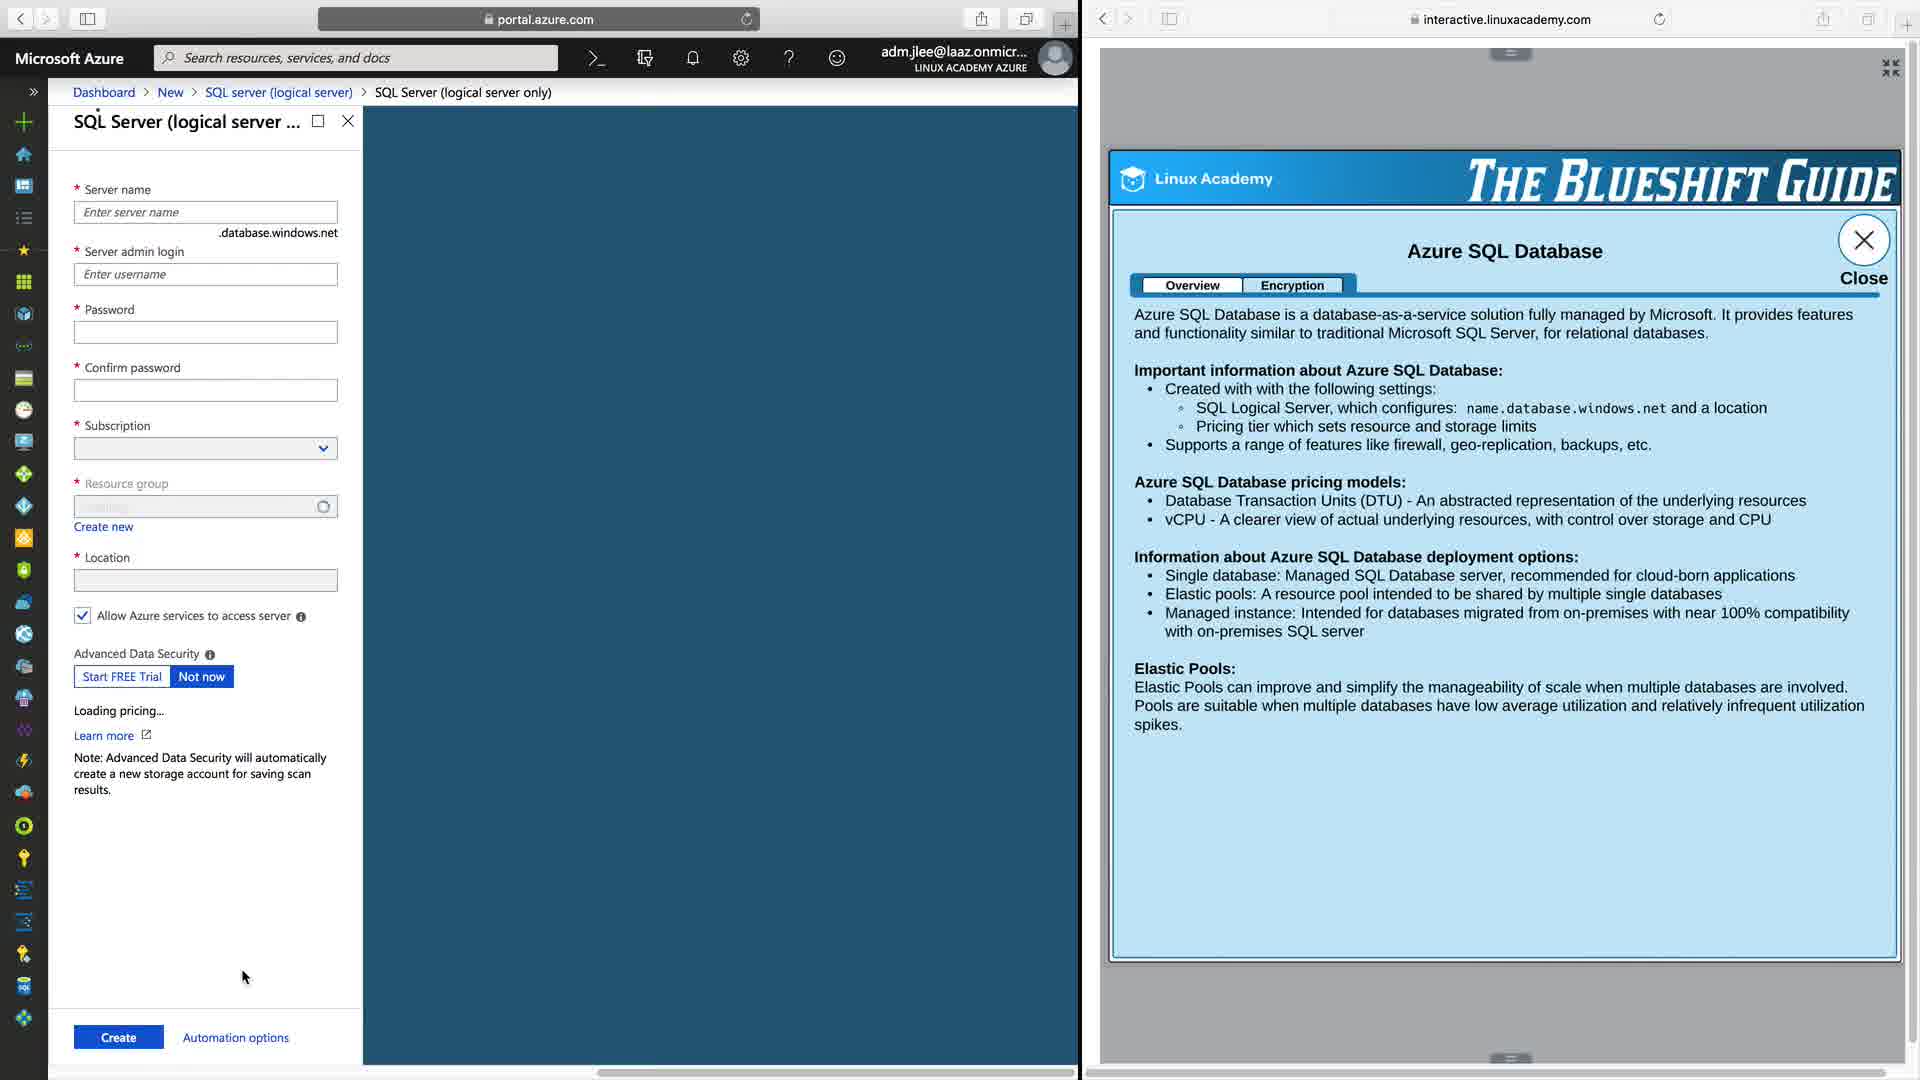 portal.azure.com
Microsoft Azure
Search resources, services, and docs
adm.jlee@laaz.onmicr...
LINUX ACADEMY AZURE
Dashboard > New > SQL server (logical server) > SQL Server (logical server only)
SQL Server (logical server ...
* Server name
Enter server name
.database.windows.net
* Server admin login
Enter username
* Password
* Confirm password
* Subscription
* Resource group
Create new
* Location
Allow Azure services to access server
Advanced Data Security
Start FREE Trial Not now
Loading pricing...
Learn more
Note: Advanced Data Security will automatically
create a new storage account for saving scan
results.
Create Automation options
interactive.linuxacademy.com
Linux Academy
THE BLUESHIFT GUIDE
Azure SQL Database
Close
Overview Encryption
Azure SQL Database is a database-as-a-service solution fully managed by Microsoft. It provides features
and functionality similar to traditional Microsoft SQL Server, for relational databases.
Important information about Azure SQL Database:
• Created with with the following settings:
◦ SQL Logical Server, which configures: name.database.windows.net and a location
◦ Pricing tier which sets resource and storage limits
• Supports a range of features like firewall, geo-replication, backups, etc.
Azure SQL Database pricing models:
• Database Transaction Units (DTU) - An abstracted representation of the underlying resources
• vCPU - A clearer view of actual underlying resources, with control over storage and CPU
Information about Azure SQL Database deployment options:
• Single database: Managed SQL Database server, recommended for cloud-born applications
• Elastic pools: A resource pool intended to be shared by multiple single databases
• Managed instance: Intended for databases migrated from on-premises with near 100% compatibility
with on-premises SQL server
Elastic Pools:
Elastic Pools can improve and simplify the manageability of scale when multiple databases are involved.
Pools are suitable when multiple databases have low average utilization and relatively infrequent utilization
spikes.